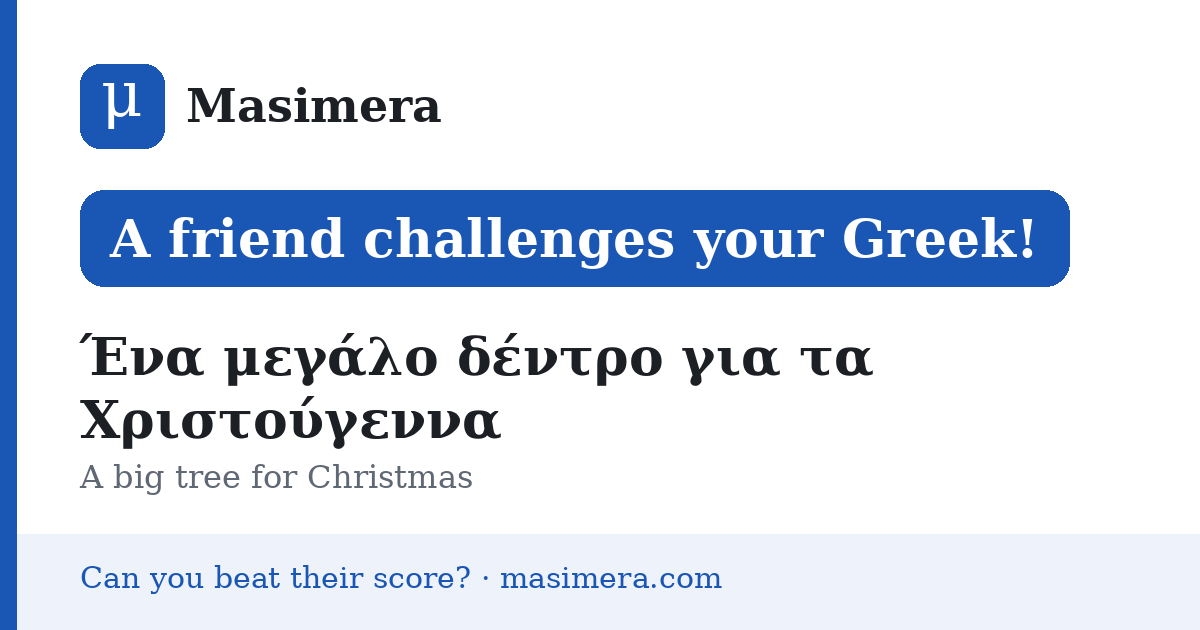 μ Masimera
A friend challenges your Greek!
Ένα μεγάλο δέντρο για τα
Χριστούγεννα
A big tree for Christmas
Can you beat their score? · masimera.com